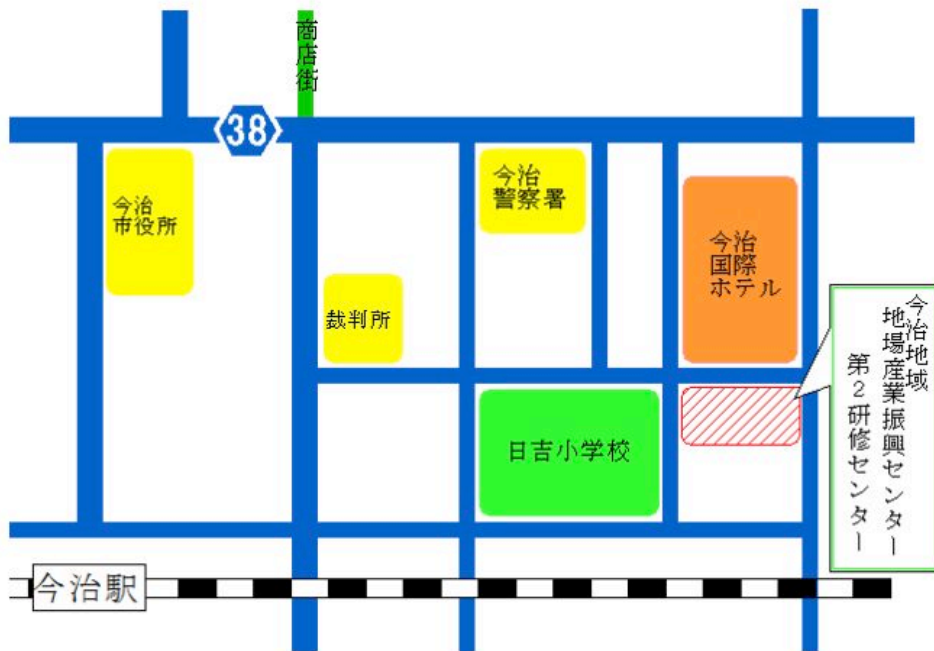 商店街
38
今治
市役所
今治
警察署
今治
国際
ホテル
裁判所
今治地域
地場産業振興センター
第2研修センター
日吉小学校
今治駅